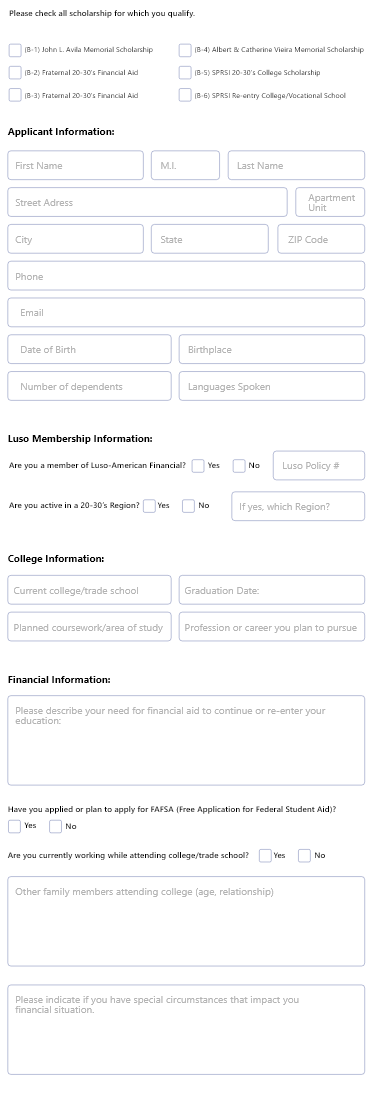 Please check all scholarship for which you qualify.
(B-1) John L. Avila Memorial Scholarship
(B-4) Albert & Catherine Vieira Memorial Scholarship
(B-2) Fraternal 20-30's Financial Aid
(B-5) SPRSI 20-30's College Scholarship
(B-3) Fraternal 20-30's Financial Aid
(B-6) SPRSI Re-entry College/Vocational School
Applicant Information:
First Name
M.I.
Last Name
Street Adress
Apartment
Unit
City
State
ZIP Code
Phone
Email
Date of Birth
Birthplace
Number of dependents
Languages Spoken
Luso Membership Information:
Are you a member of Luso-American Financial?
Yes
No
Luso Policy #
Are you active in a 20-30's Region?
Yes
No
If yes, which Region?
College Information:
Current college/trade school
Graduation Date:
Planned coursework/area of study
Profession or career you plan to pursue
Financial Information:
Please describe your need for financial aid to continue or re-enter your
education:
Have you applied or plan to apply for FAFSA (Free Application for Federal Student Aid)?
Yes
No
Are you currently working while attending college/trade school?
Yes
No
Other family members attending college (age, relationship)
Please indicate if you have special circumstances that impact you
financial situation.